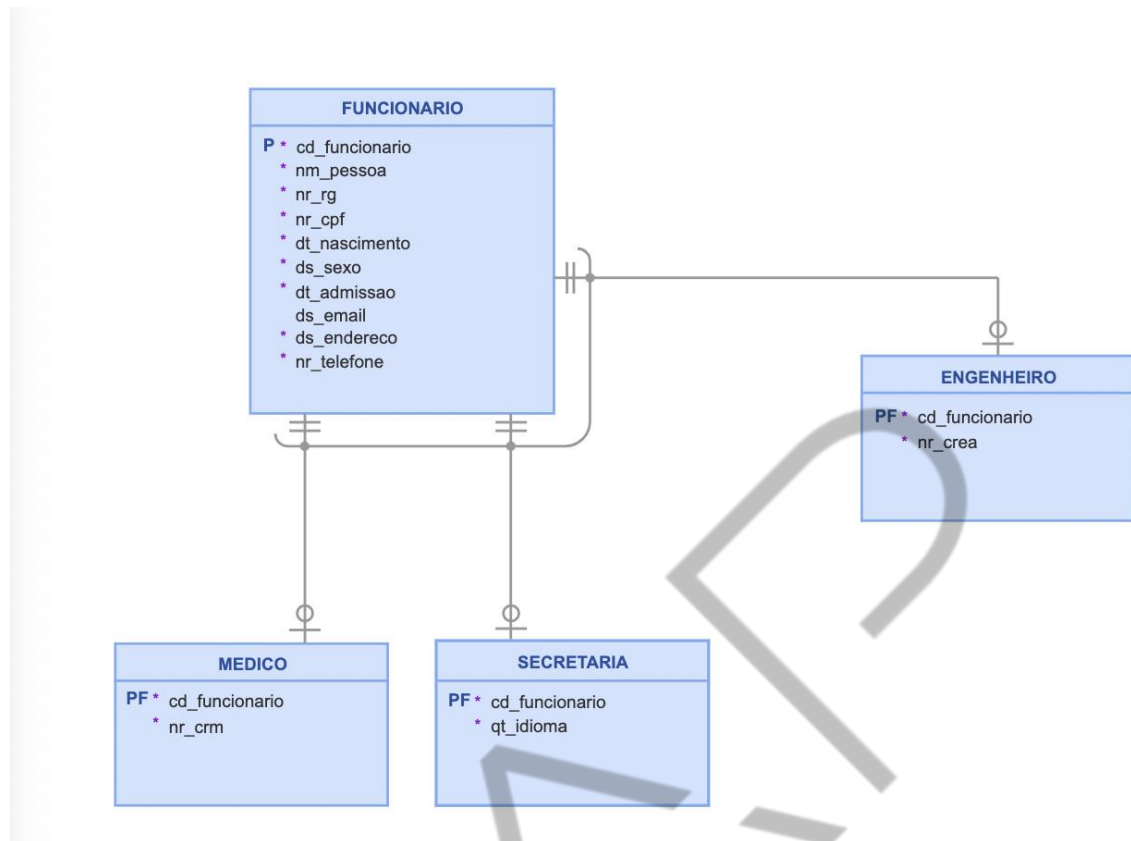 FUNCIONARIO
P * cd_funcionario
* nm_pessoa
* nr_rg
* nr_cpf
* dt_nascimento
* ds_sexo
* dt_admissao
ds_email
* ds_endereco
* nr_telefone
ENGENHEIRO
PF * cd_funcionario
* nr_crea
MEDICO
PF * cd_funcionario
* nr_crm
SECRETARIA
PF * cd_funcionario
* qt_idioma